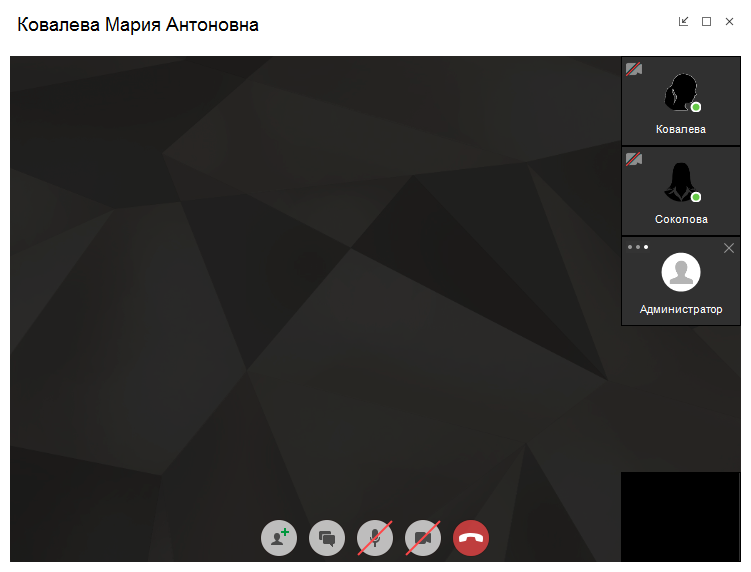 Ковалева Мария Антоновна
Ковалева
Соколова
Администратор